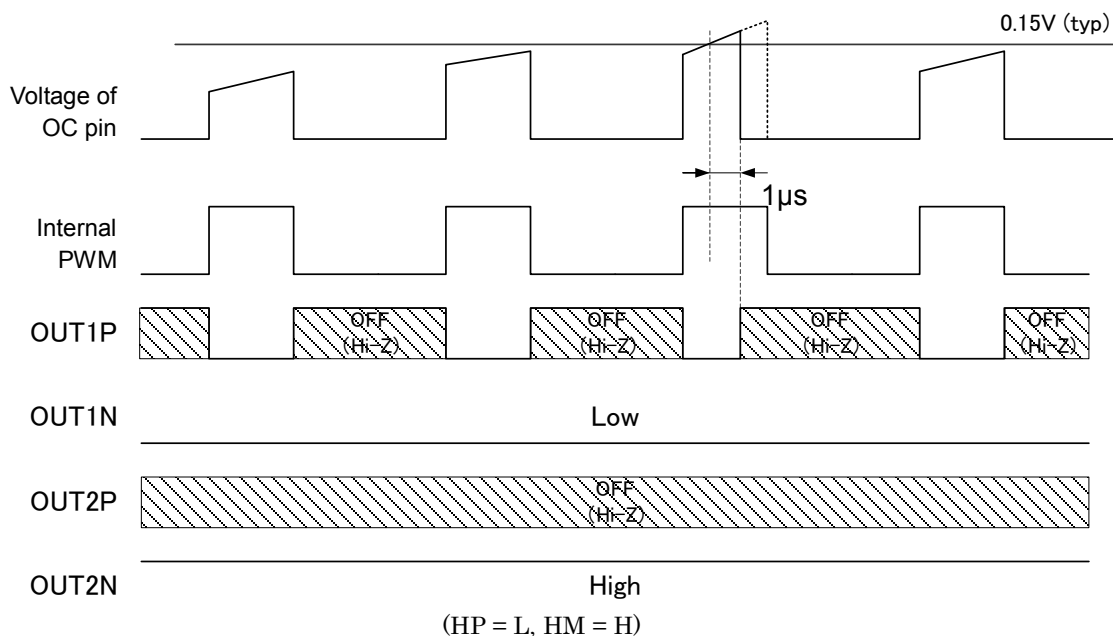 0.15V (typ)
Voltage of
OC pin
1μs
Internal
PWM
OUT1P
OFF
(Hi-Z)
OFF
(Hi-Z)
OFF
(Hi-Z)
OFF
(Hi-Z)
OUT1N
Low
OUT2P
OFF
(Hi-Z)
OUT2N
High
(HP = L, HM = H)